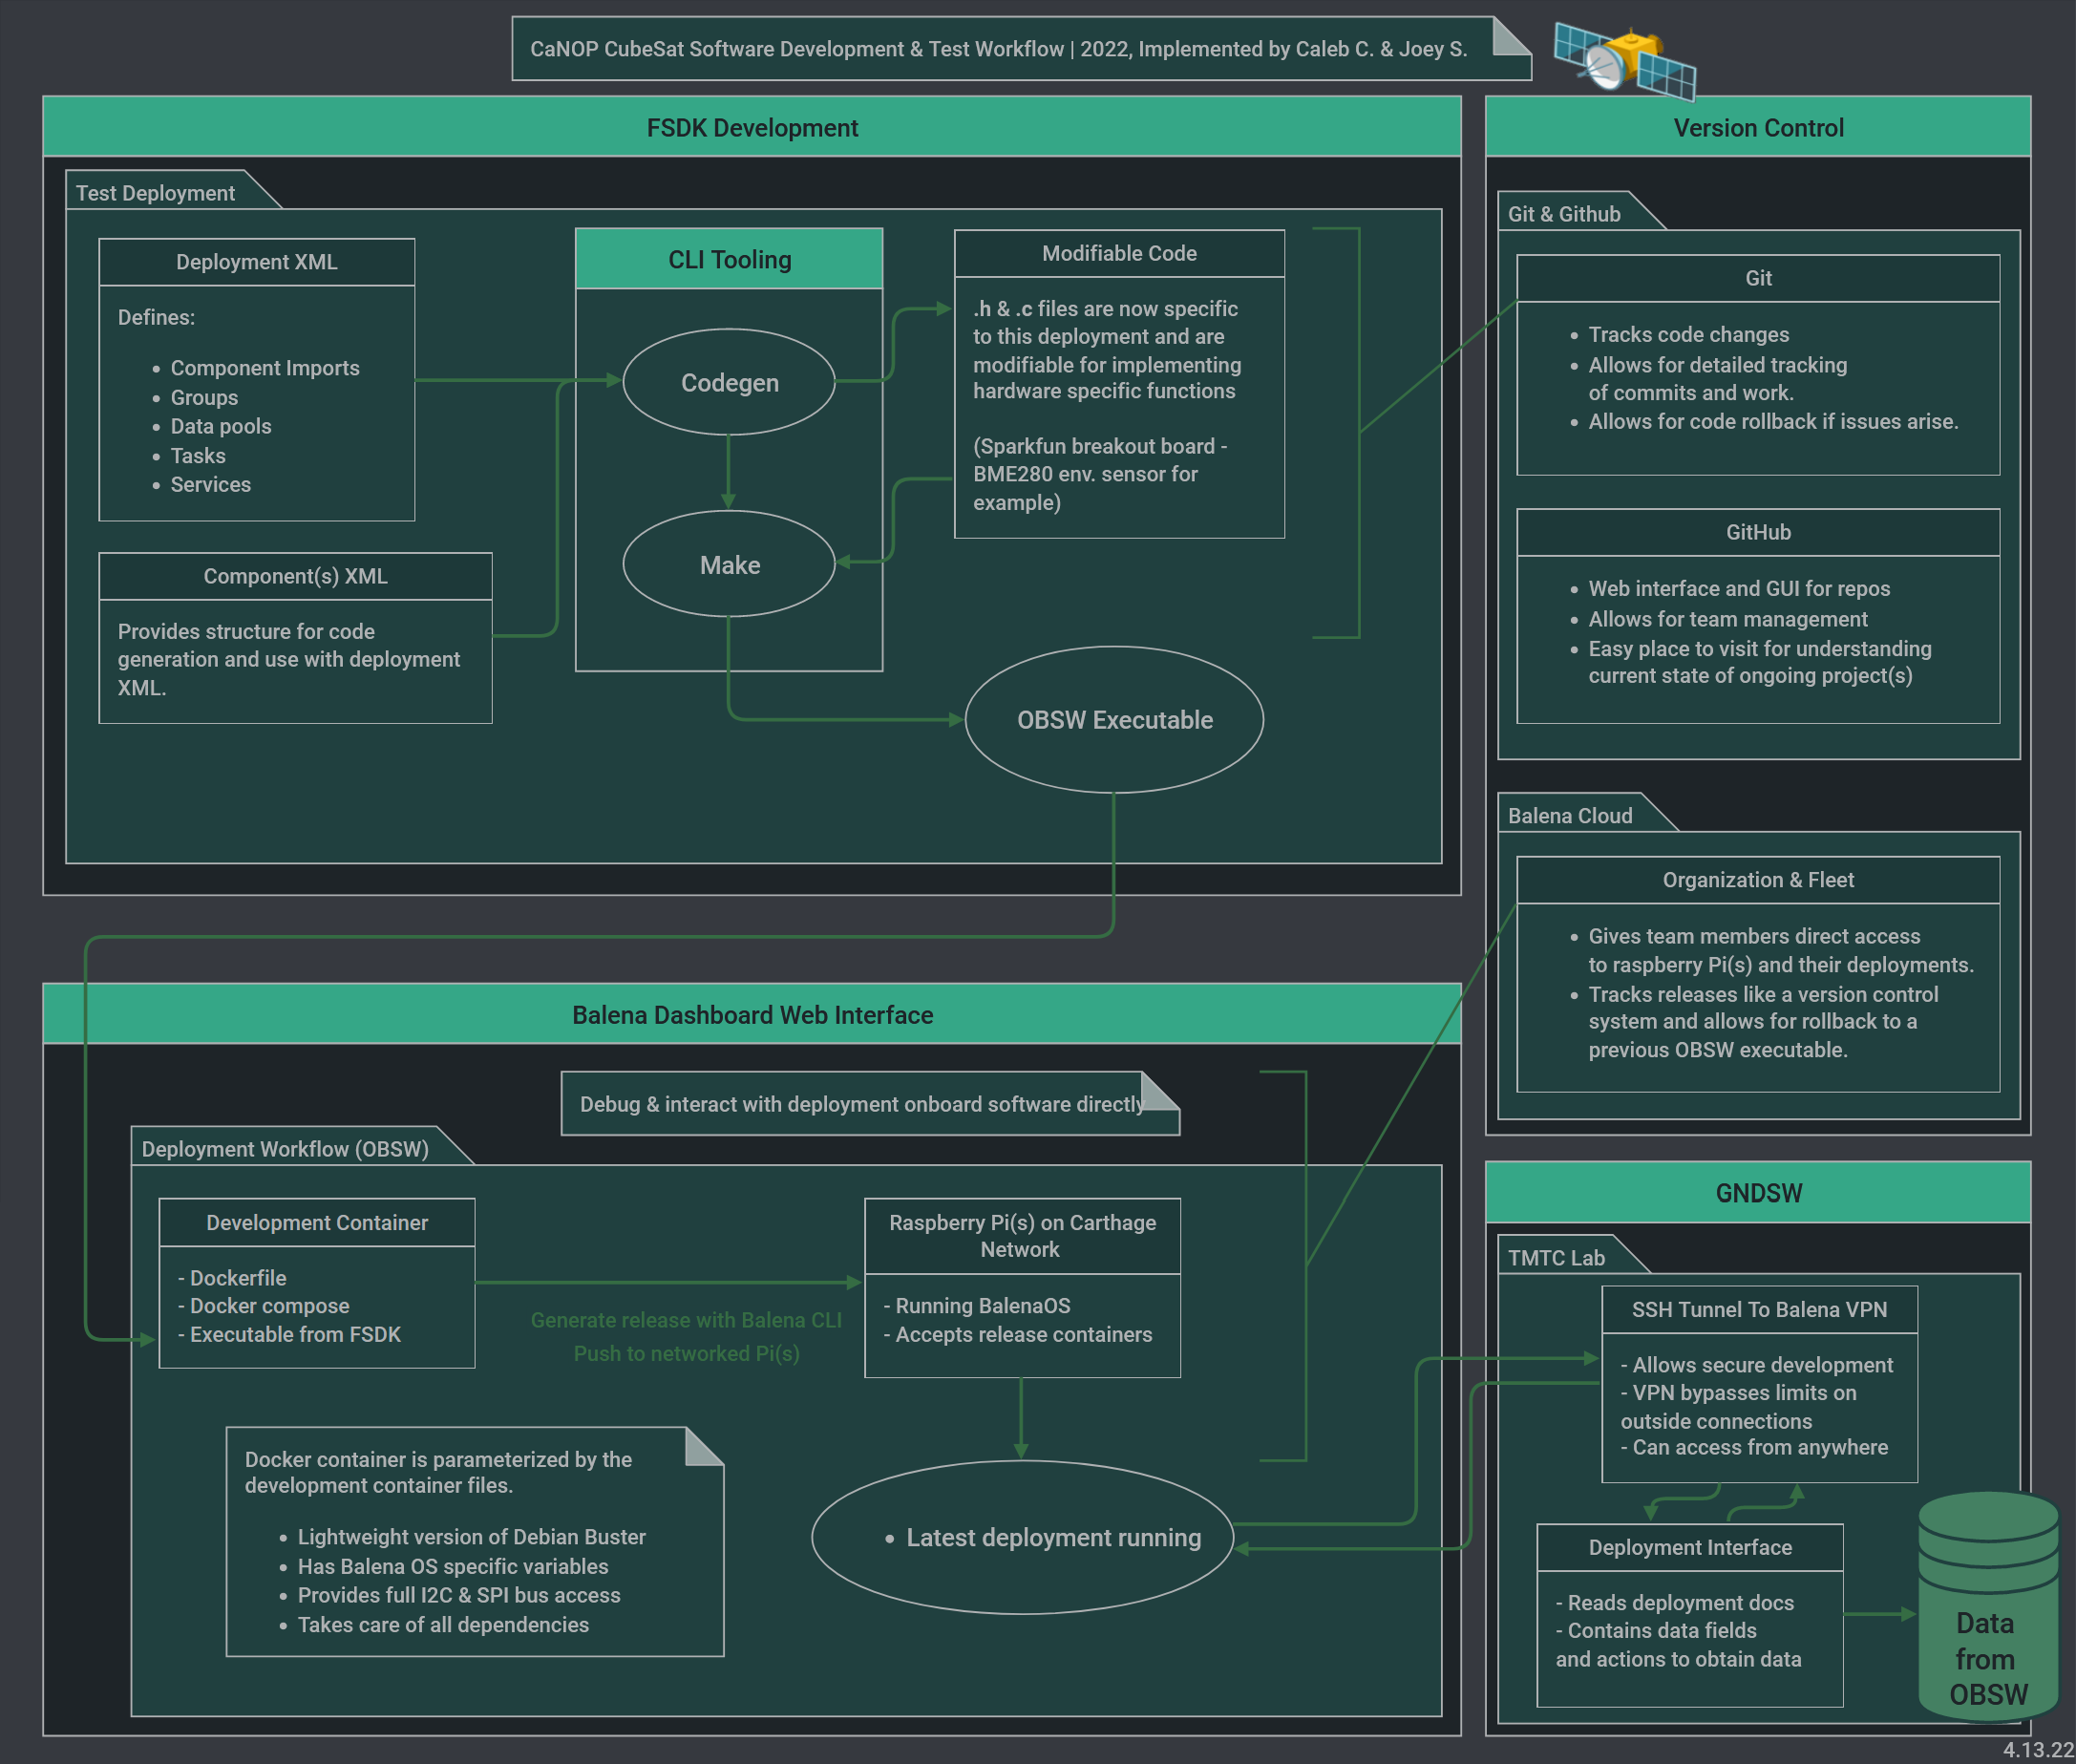 CaNOP CubeSat Software Development & Test Workflow | 2022, Implemented by Caleb C. & Joey S.
FSDK Development
Test Deployment
Deployment XML
Defines:
• Component Imports
• Groups
• Data pools
• Tasks
• Services
Component(s) XML
Provides structure for code
generation and use with deployment
XML.
CLI Tooling
Codegen
Make
Modifiable Code
.h & .c files are now specific
to this deployment and are
modifiable for implementing
hardware specific functions
(Sparkfun breakout board -
BME280 env. sensor for
example)
OBSW Executable
Version Control
Git & Github
Git
• Tracks code changes
• Allows for detailed tracking
of commits and work.
• Allows for code rollback if issues arise.
GitHub
• Web interface and GUI for repos
• Allows for team management
• Easy place to visit for understanding
current state of ongoing project(s)
Balena Cloud
Organization & Fleet
• Gives team members direct access
to raspberry Pi(s) and their deployments.
• Tracks releases like a version control
system and allows for rollback to a
previous OBSW executable.
Balena Dashboard Web Interface
Debug & interact with deployment onboard software directly
Deployment Workflow (OBSW)
Development Container
- Dockerfile
- Docker compose
- Executable from FSDK
Generate release with Balena CLI
Push to networked Pi(s)
Raspberry Pi(s) on Carthage
Network
- Running BalenaOS
- Accepts release containers
Docker container is parameterized by the
development container files.
• Lightweight version of Debian Buster
• Has Balena OS specific variables
• Provides full I2C & SPI bus access
• Takes care of all dependencies
• Latest deployment running
GNDSW
TMTC Lab
SSH Tunnel To Balena VPN
- Allows secure development
- VPN bypasses limits on
outside connections
- Can access from anywhere
Deployment Interface
- Reads deployment docs
- Contains data fields
and actions to obtain data
Data
from
OBSW
4.13.22